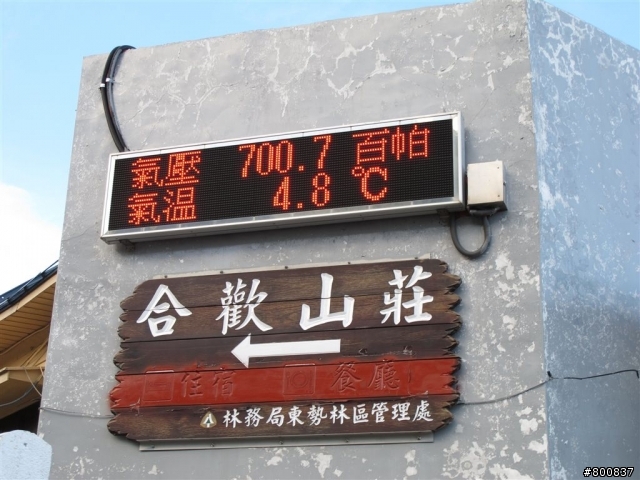 氣壓 700.7 百帕
氣溫 4.8 ℃
合歡山莊
住宿 餐廳
林務局東勢林區管理處
#800837